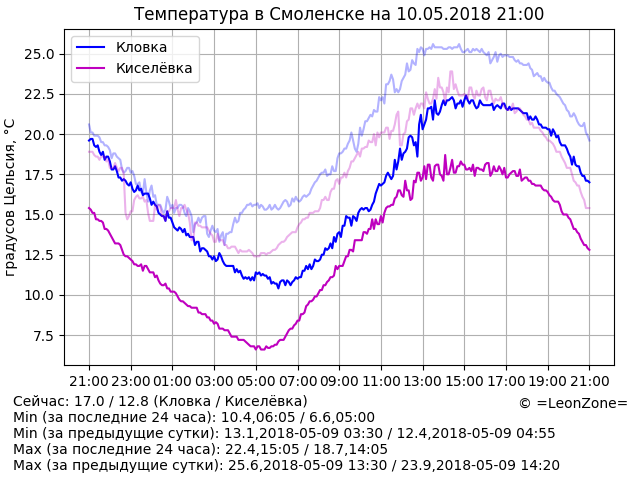 Температура в Смоленске на 10.05.2018 21:00
Кловка
Киселёвка
градусов Цельсия, °C
25.0
22.5
20.0
17.5
15.0
12.5
10.0
7.5
21:00 23:00 01:00 03:00 05:00 07:00 09:00 11:00 13:00 15:00 17:00 19:00 21:00
Сейчас: 17.0 / 12.8 (Кловка / Киселёвка)
© =LeonZone=
Min (за последние 24 часа): 10.4,06:05 / 6.6,05:00
Min (за предыдущие сутки): 13.1,2018-05-09 03:30 / 12.4,2018-05-09 04:55
Max (за последние 24 часа): 22.4,15:05 / 18.7,14:05
Max (за предыдущие сутки): 25.6,2018-05-09 13:30 / 23.9,2018-05-09 14:20